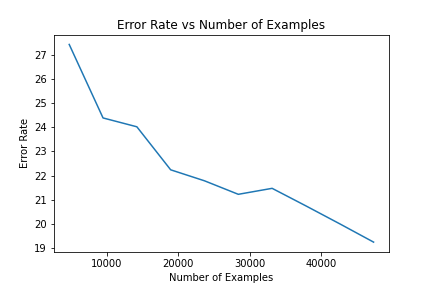 Error Rate vs Number of Examples
27
26
25
24
23
22
21
20
19
Error Rate
10000 20000 30000 40000
Number of Examples